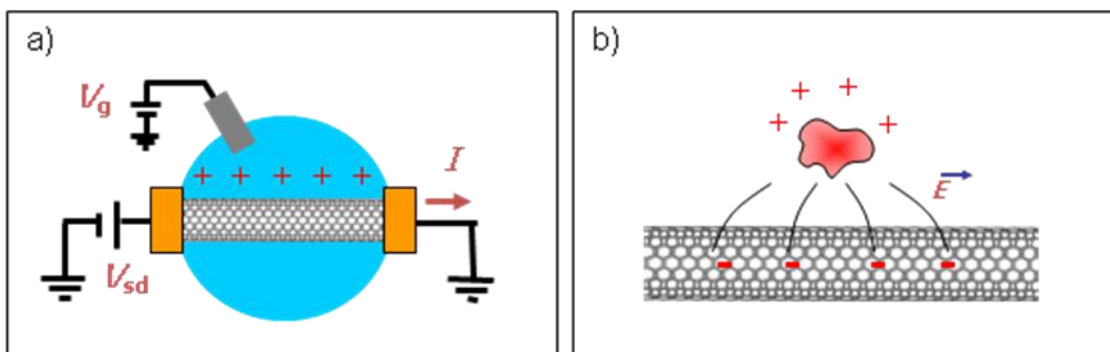 a)
Vg
I
Vsd
+ + + + +
b)
+ +
+ +
E
- - - -